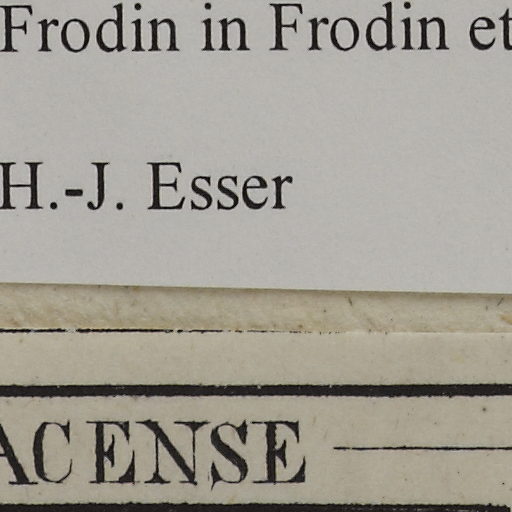 Frodin in Frodin et
H.-J. Esser
ACENSE